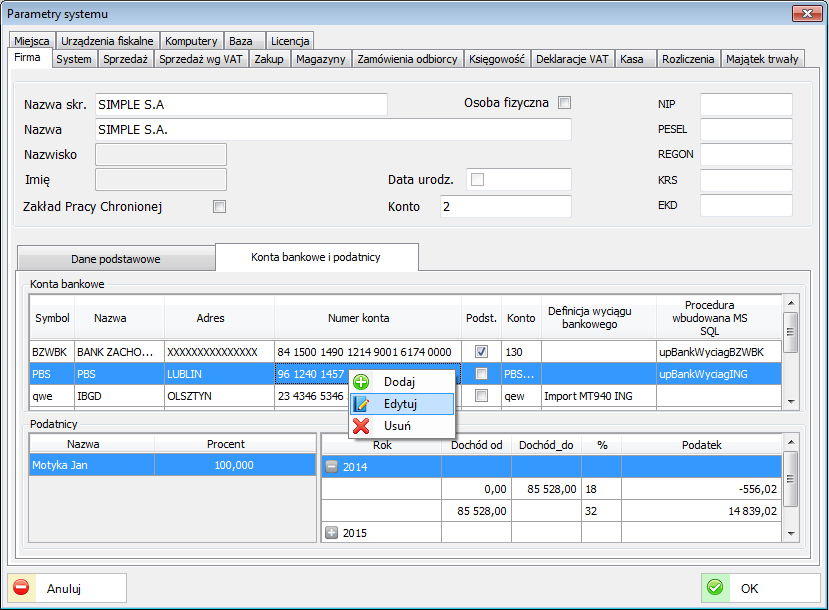 Parametry systemu
Miejsca Urządzenia fiskalne Komputery Baza Licencja
Firma System Sprzedaż Sprzedaż wg VAT Zakup Magazyny Zamówienia odbiorcy Księgowość Deklaracje VAT Kasa Rozliczenia Majątek trwały
Nazwa skr. SIMPLE S.A Osoba fizyczna NIP
Nazwa SIMPLE S.A. PESEL
Nazwisko REGON
Imię Data urodz. KRS
Zakład Pracy Chronionej Konto 2 EKD
Dane podstawowe Konta bankowe i podatnicy
Konta bankowe
Symbol Nazwa Adres Numer konta Podst. Konto Definicja wyciągu bankowego Procedura wbudowana MS SQL
BZWBK BANK ZACHO... XXXXXXXXXXXXXXX 84 1500 1490 1214 9001 6174 0000 130 upBankWyciagBZWBK
PBS PBS LUBLIN 96 1240 1457 PBS... upBankWyciagING
qwe IBGD OLSZTYN 23 4346 5346 qew Import MT940 ING
Dodaj
Edytuj
Usuń
Podatnicy
Nazwa Procent
Motyka Jan 100,000
Rok Dochód od Dochód_do % Podatek
2014
0,00 85 528,00 18 -556,02
85 528,00 32 14 839,02
2015
Anuluj OK